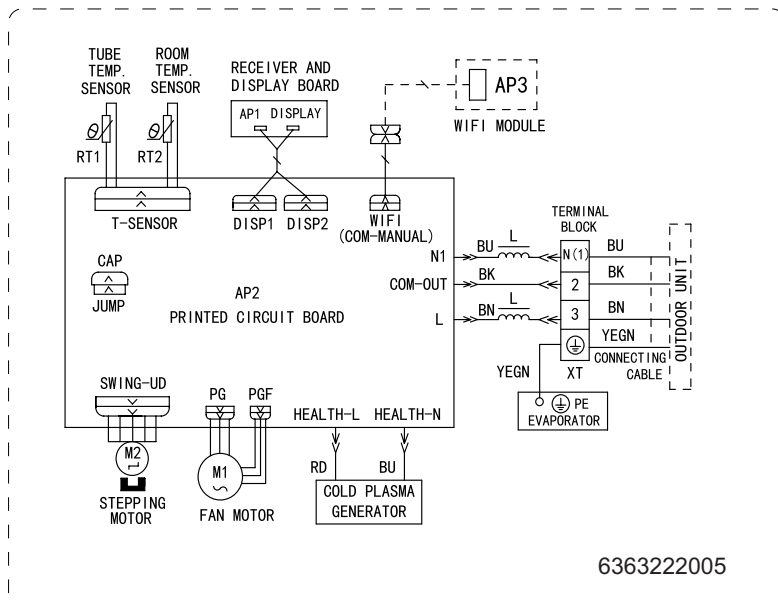 TUBE
TEMP.
SENSOR
ROOM
TEMP.
SENSOR
RECEIVER AND
DISPLAY BOARD
AP1 DISPLAY
AP3
WIFI MODULE
RT1
RT2
T-SENSOR
DISP1
DISP2
WIFI
(COM-MANUAL)
TERMINAL
BLOCK
N1
BU
L
N(1)
BU
COM-OUT
BK
2
BK
L
BN
L
3
BN
YEGN
CONNECTING
CABLE
OUTDOOR UNIT
XT
YEGN
PE
EVAPORATOR
CAP
JUMP
AP2
PRINTED CIRCUIT BOARD
SWING-UD
PG
PGF
HEALTH-L
HEALTH-N
M2
M1
RD
BU
STEPPING
MOTOR
FAN MOTOR
COLD PLASMA
GENERATOR
6363222005